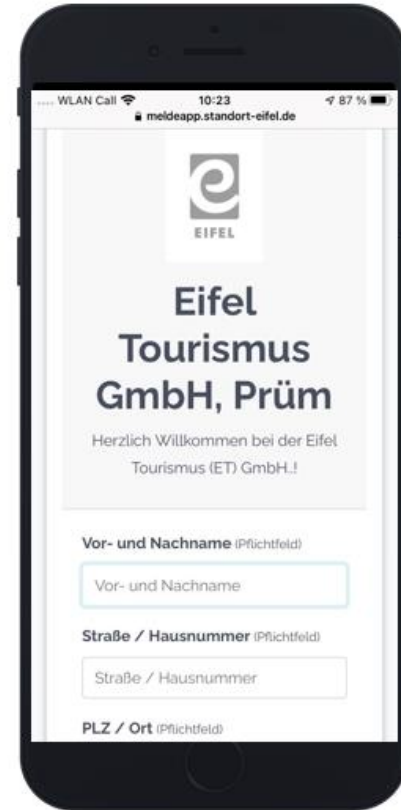 .... WLAN Call 10:23 87 %
meldeapp.standort-eifel.de
e
EIFEL
Eifel
Tourismus
GmbH, Prüm
Herzlich Willkommen bei der Eifel
Tourismus (ET) GmbH..!
Vor- und Nachname (Pflichtfeld)
Vor- und Nachname
Straße / Hausnummer (Pflichtfeld)
Straße / Hausnummer
PLZ / Ort (Pflichtfeld)